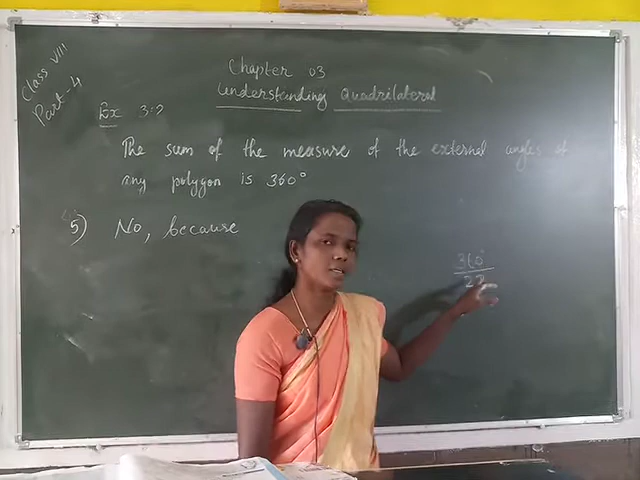 Class VIII
Part-4
Chapter 03
Understanding Quadrilateral
Ex 3.2
The sum of the measure of the external angles of
any polygon is 360°
5) No, because
360°
22